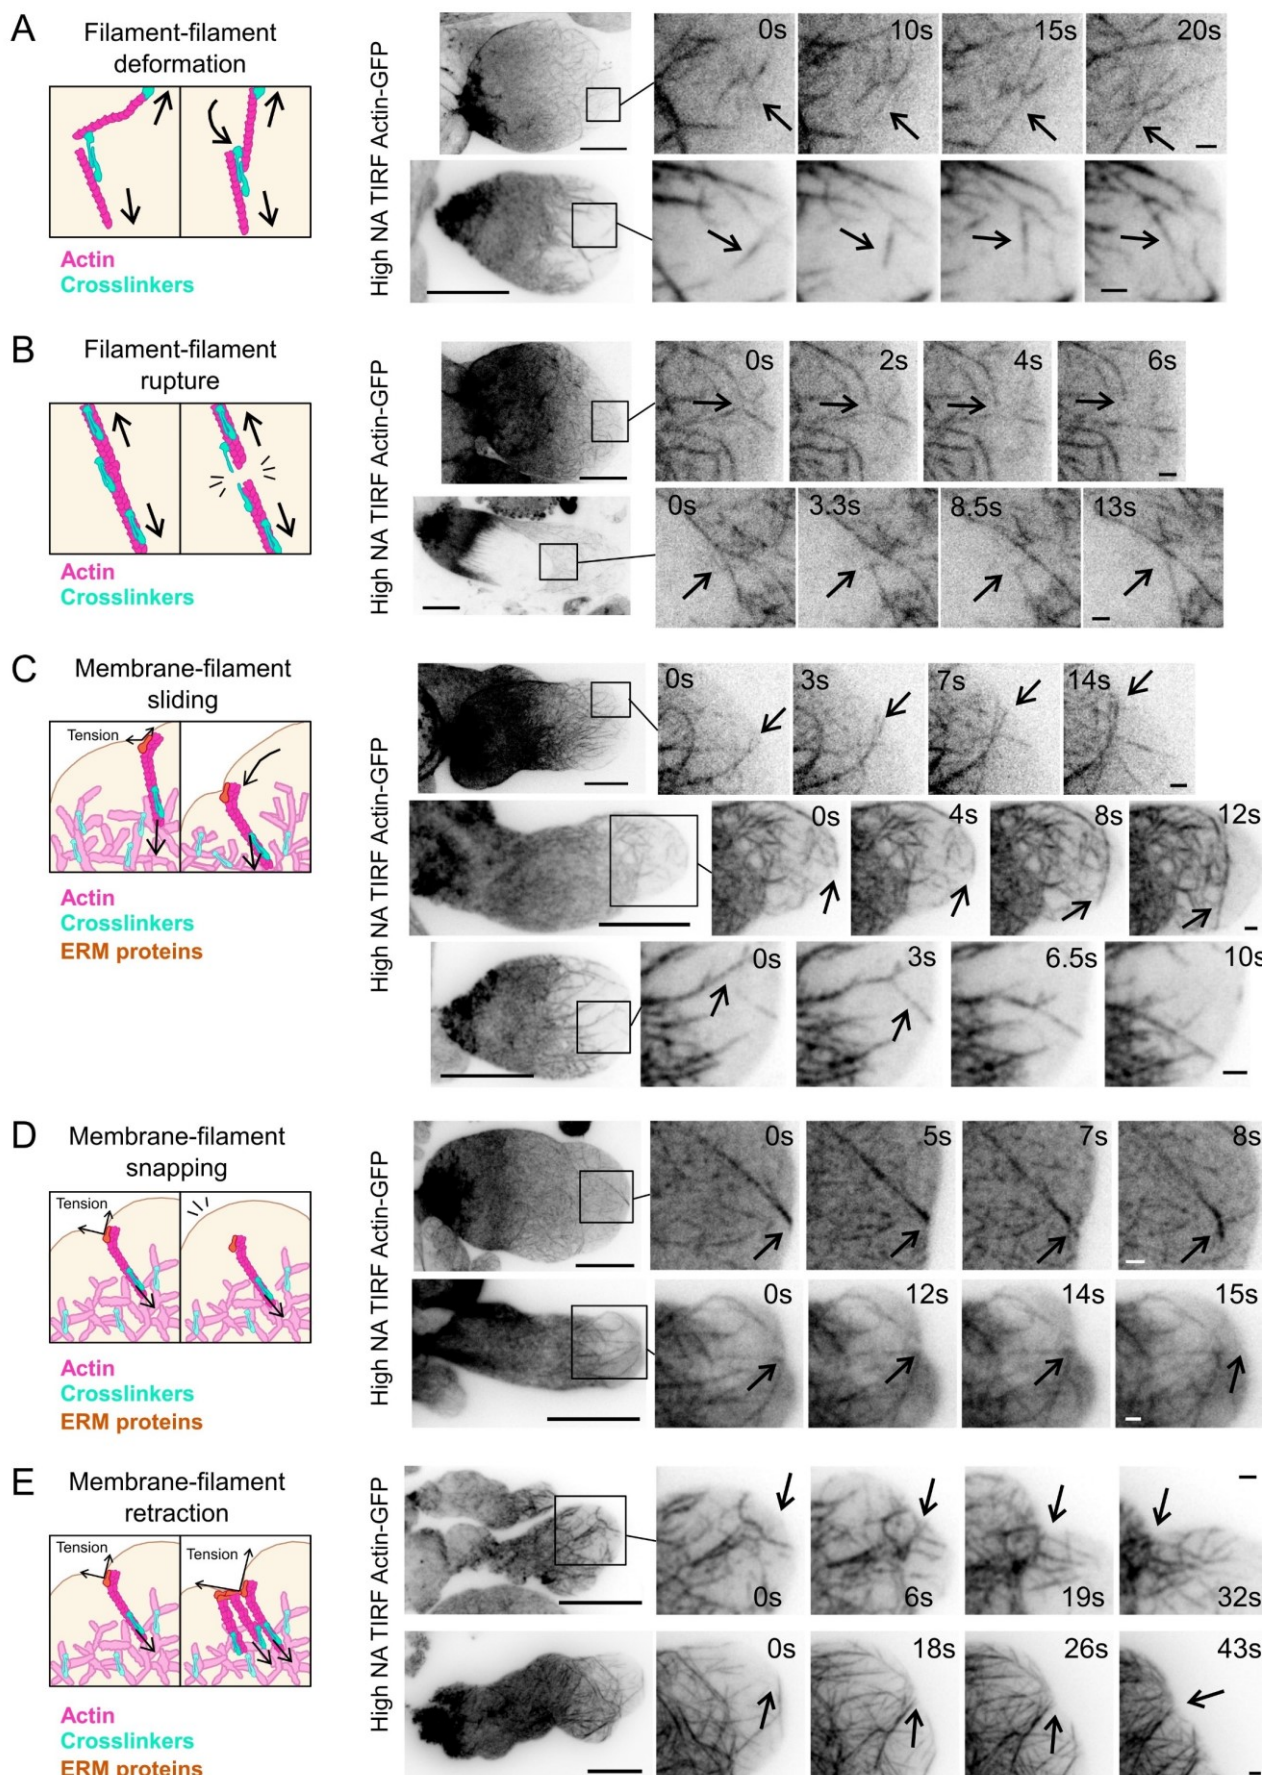 A
Filament-filament
deformation
Actin
Crosslinkers
High NA TIRF Actin-GFP
0s
10s
15s
20s
B
Filament-filament
rupture
Actin
Crosslinkers
High NA TIRF Actin-GFP
0s
2s
4s
6s
0s
3.3s
8.5s
13s
C
Membrane-filament
sliding
Tension
Actin
Crosslinkers
ERM proteins
High NA TIRF Actin-GFP
0s
3s
7s
14s
0s
4s
8s
12s
0s
3s
6.5s
10s
D
Membrane-filament
snapping
Tension
Actin
Crosslinkers
ERM proteins
High NA TIRF Actin-GFP
0s
5s
7s
8s
0s
12s
14s
15s
E
Membrane-filament
retraction
Tension
Tension
Actin
Crosslinkers
ERM proteins
High NA TIRF Actin-GFP
0s
6s
19s
32s
0s
18s
26s
43s